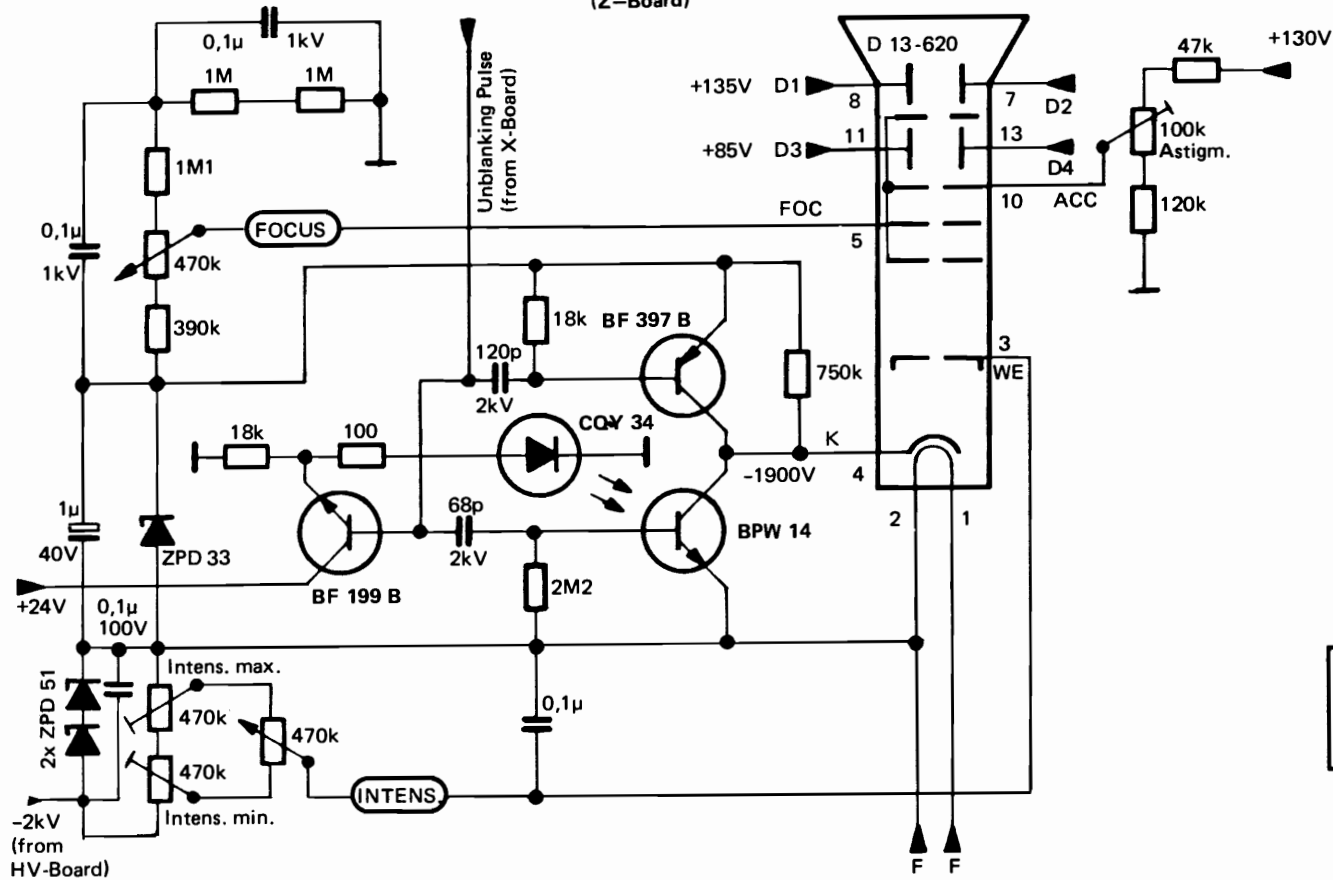 (Z-Board)
0,1µ
1kV
1M
1M
1M1
0,1µ
1kV
470k
390k
FOCUS
Unblanking Pulse
(from X-Board)
D 13-620
+135V
D1
8
7
D2
+85V
D3
11
13
D4
FOC
5
10
ACC
47k
+130V
100k
Astigm.
120k
18k
BF 397 B
120p
2kV
750k
3
WE
CQY 34
18k
100
K
4
-1900V
2
1
1µ
40V
ZPD 33
68p
2kV
BPW 14
2M2
BF 199 B
+24V
0,1µ
100V
2x ZPD 51
Intens. max.
470k
470k
470k
Intens. min.
0,1µ
INTENS.
-2kV
(from
HV-Board)
F
F